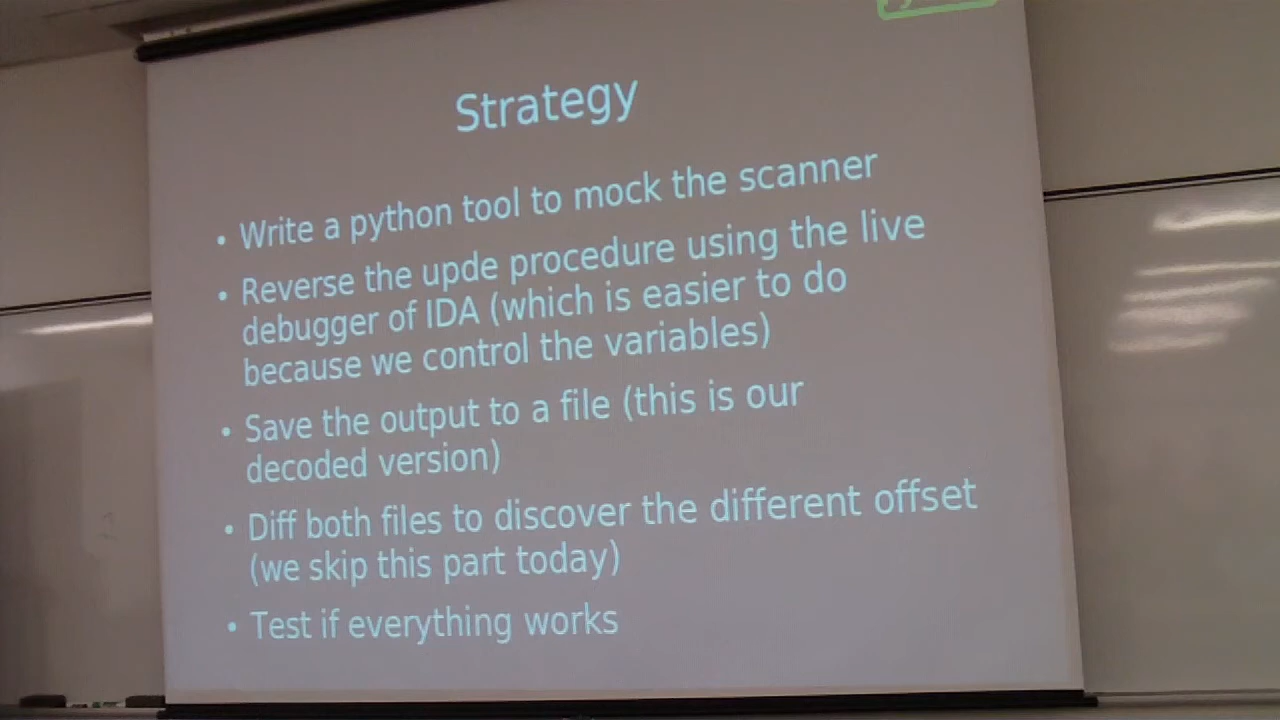 Strategy
• Write a python tool to mock the scanner
• Reverse the upde procedure using the live
debugger of IDA (which is easier to do
because we control the variables)
• Save the output to a file (this is our
decoded version)
• Diff both files to discover the different offset
(we skip this part today)
• Test if everything works